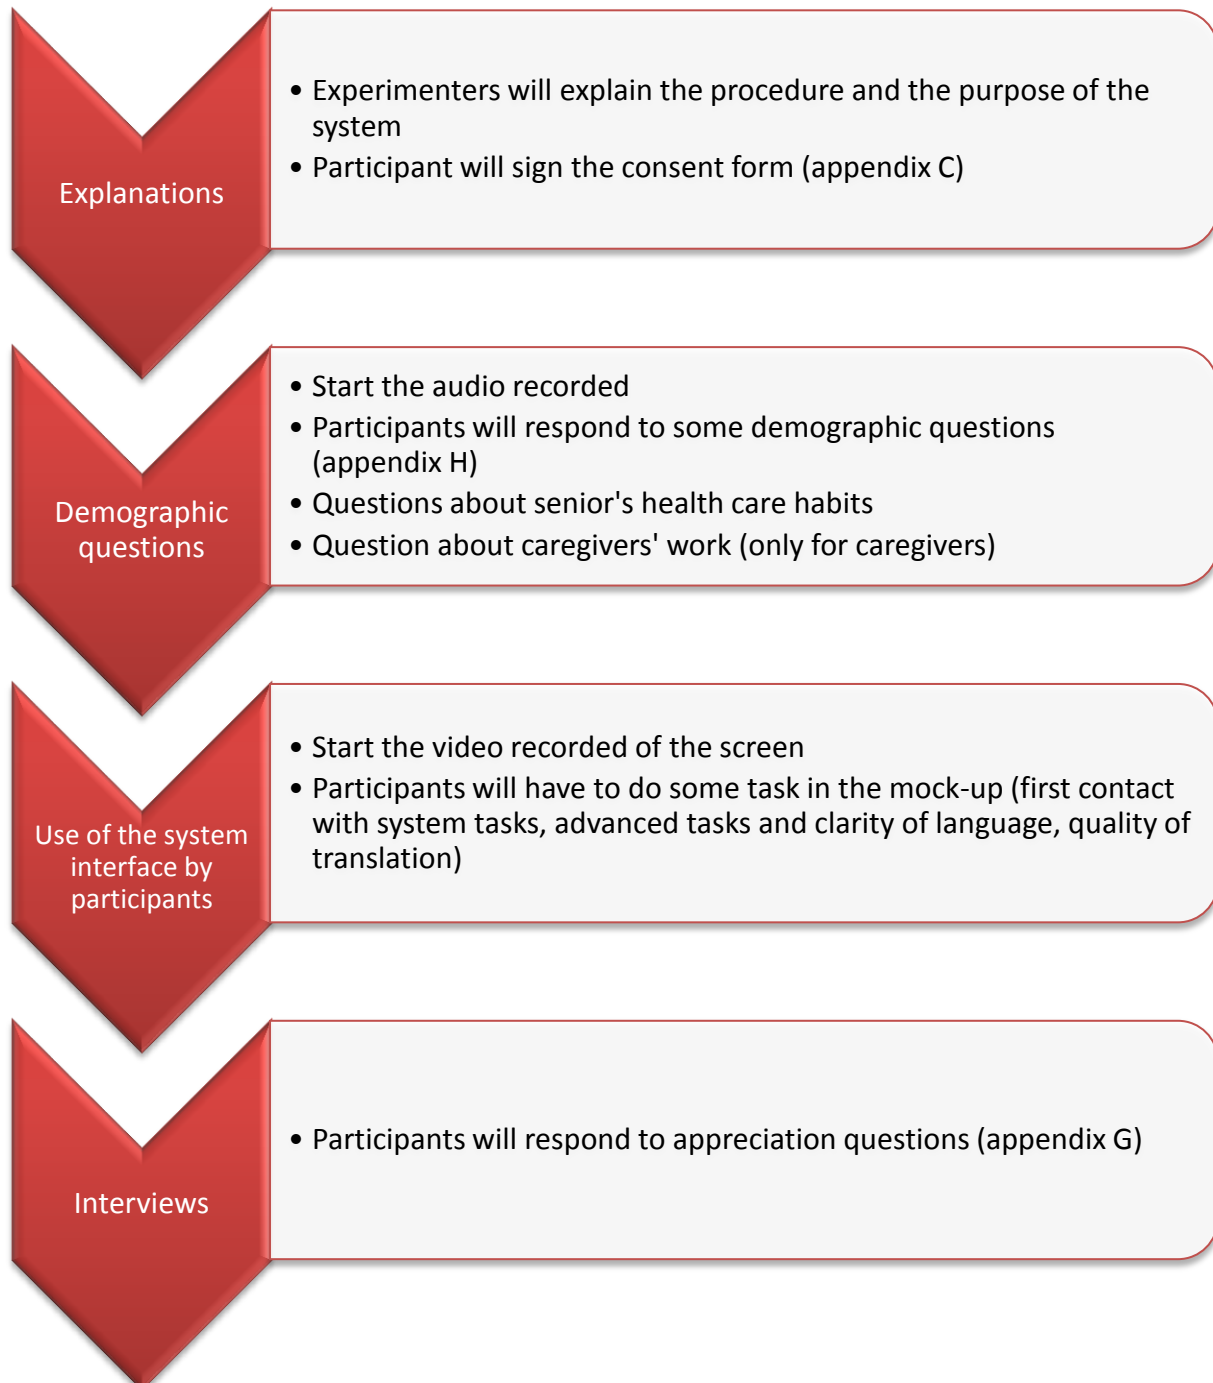 Explanations
• Experimenters will explain the procedure and the purpose of the
system
• Participant will sign the consent form (appendix C)
Demographic
questions
• Start the audio recorded
• Participants will respond to some demographic questions
(appendix H)
• Questions about senior's health care habits
• Question about caregivers' work (only for caregivers)
Use of the system
interface by
participants
• Start the video recorded of the screen
• Participants will have to do some task in the mock-up (first contact
with system tasks, advanced tasks and clarity of language, quality of
translation)
Interviews
• Participants will respond to appreciation questions (appendix G)